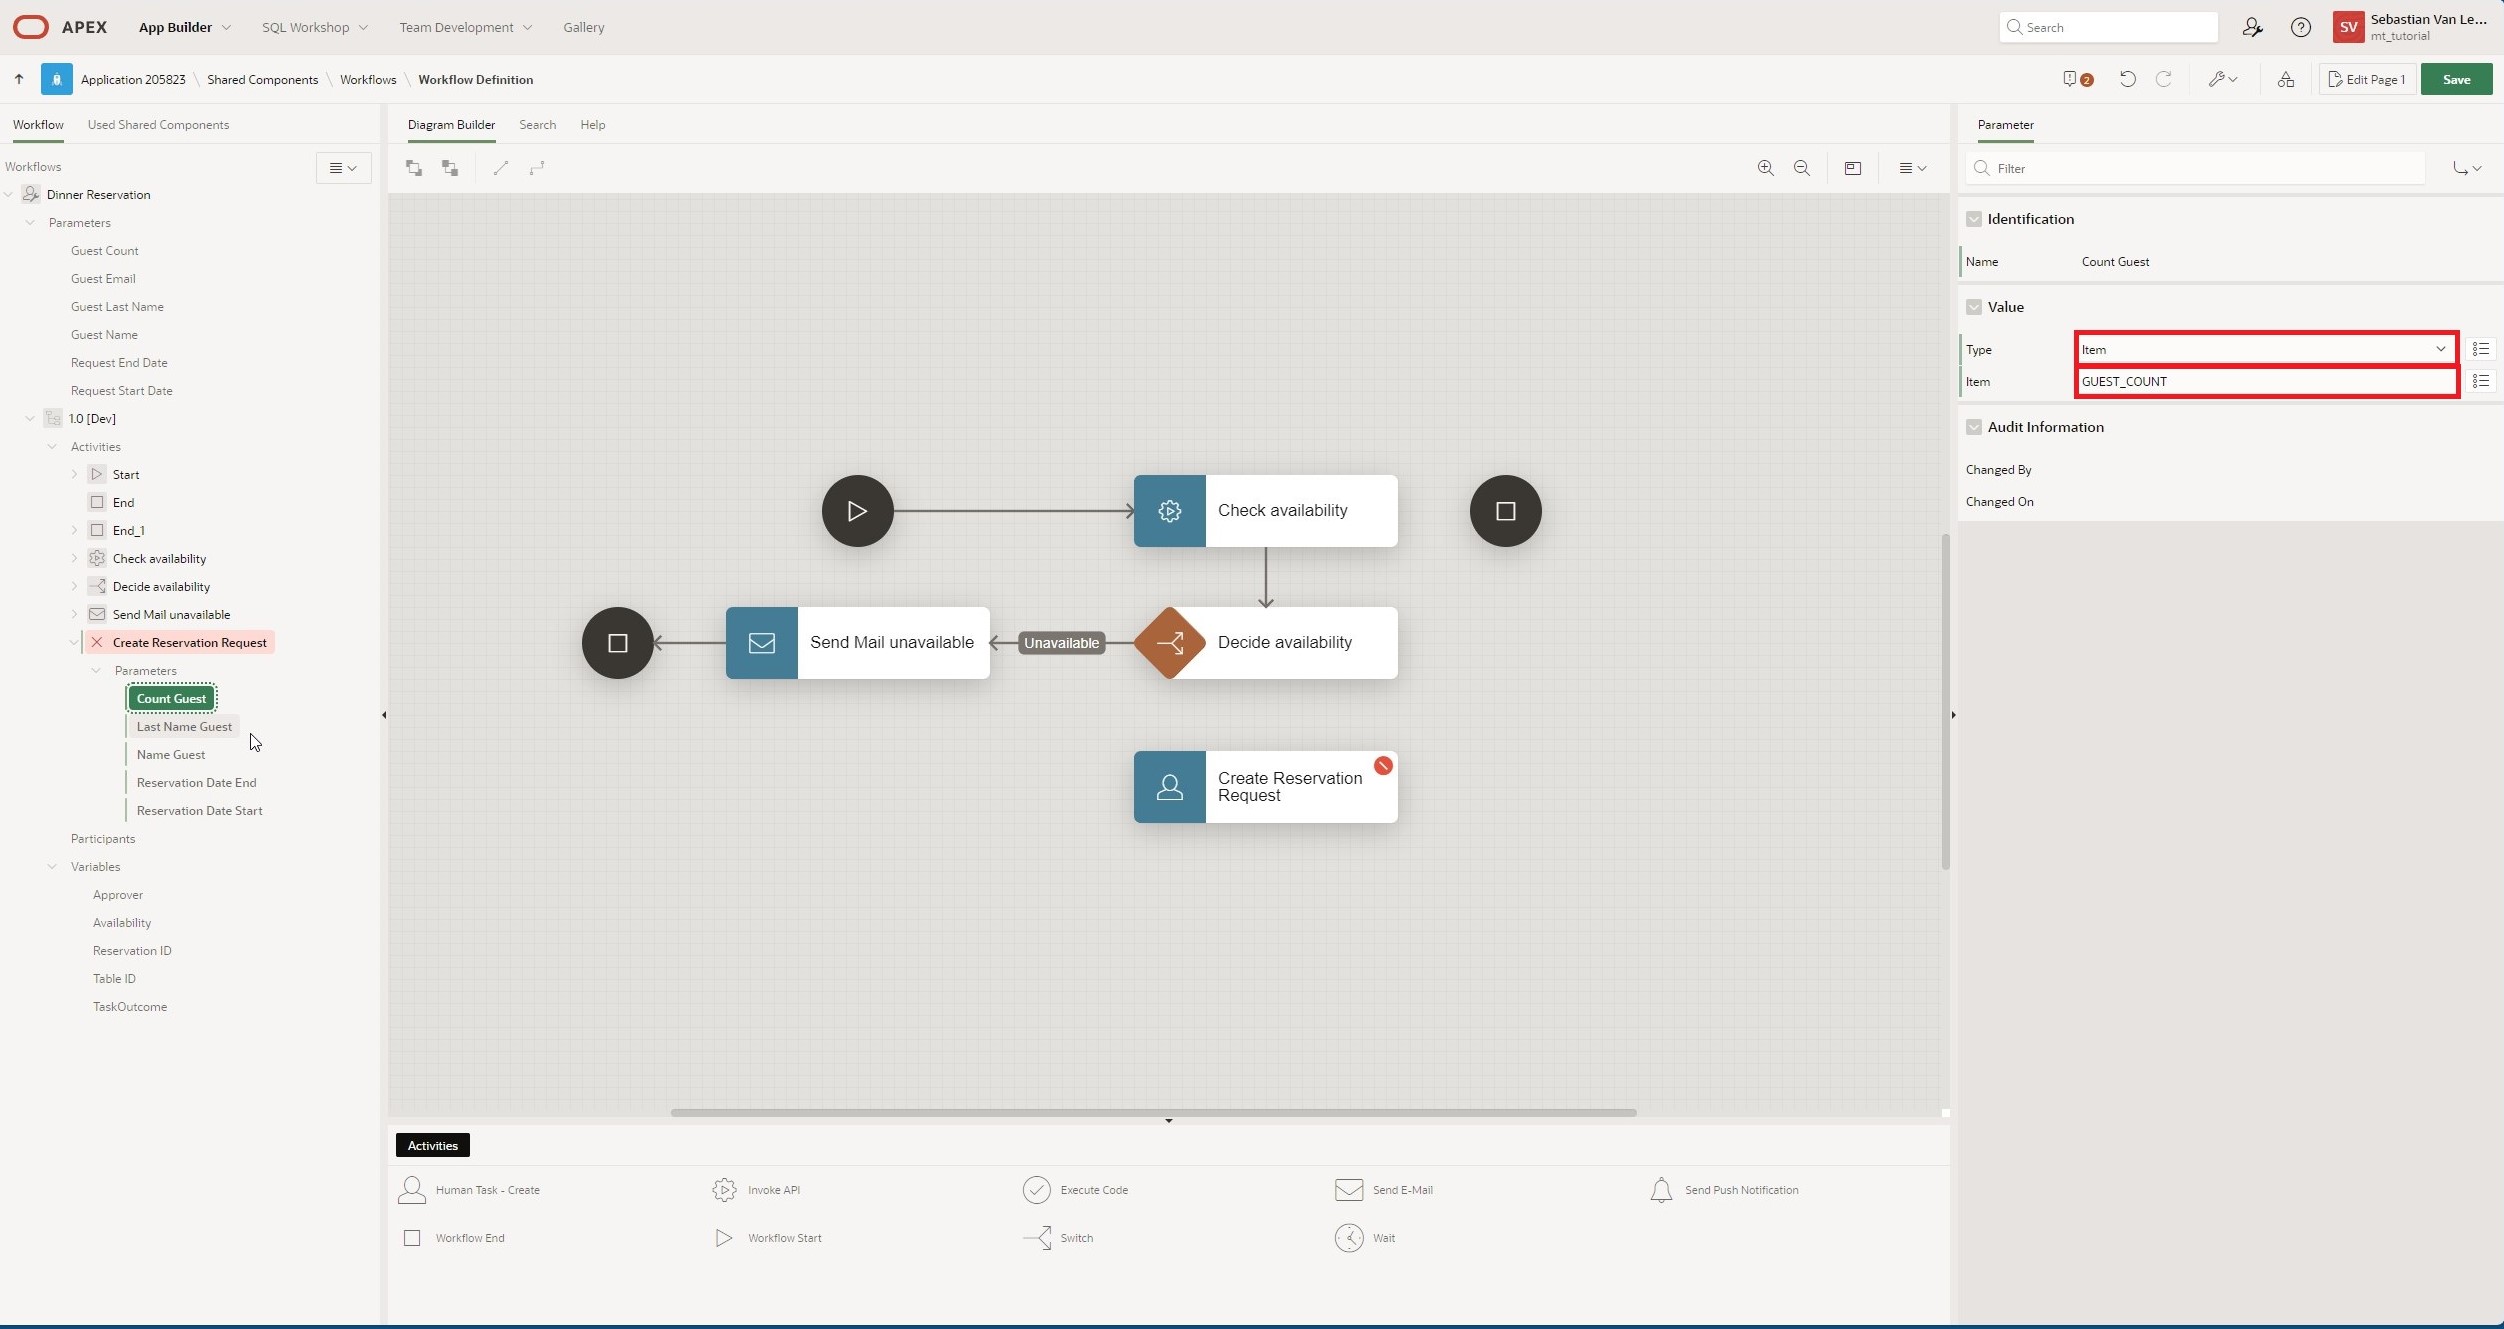 APEX
App Builder
SQL Workshop
Team Development
Gallery
Search
SV
Sebastian Van Le...
mt_tutorial
Application 205823 \ Shared Components \ Workflows \ Workflow Definition
2
Edit Page 1
Save
Workflow
Used Shared Components
Workflows
Dinner Reservation
Parameters
Guest Count
Guest Email
Guest Last Name
Guest Name
Request End Date
Request Start Date
1.0 [Dev]
Activities
Start
End
End_1
Check availability
Decide availability
Send Mail unavailable
Create Reservation Request
Parameters
Count Guest
Last Name Guest
Name Guest
Reservation Date End
Reservation Date Start
Participants
Variables
Approver
Availability
Reservation ID
Table ID
TaskOutcome
Diagram Builder
Search
Help
Check availability
Send Mail unavailable
Unavailable
Decide availability
Create Reservation
Request
Activities
Human Task - Create
Invoke API
Execute Code
Send E-Mail
Send Push Notification
Workflow End
Workflow Start
Switch
Wait
Parameter
Filter
Identification
Name
Count Guest
Value
Type
Item
Item
GUEST_COUNT
Audit Information
Changed By
Changed On